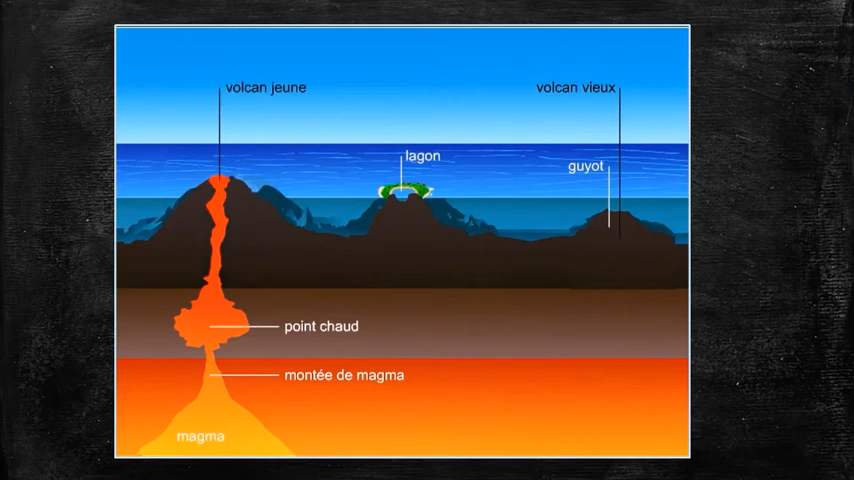 volcan jeune
volcan vieux
lagon
guyot
point chaud
montée de magma
magma